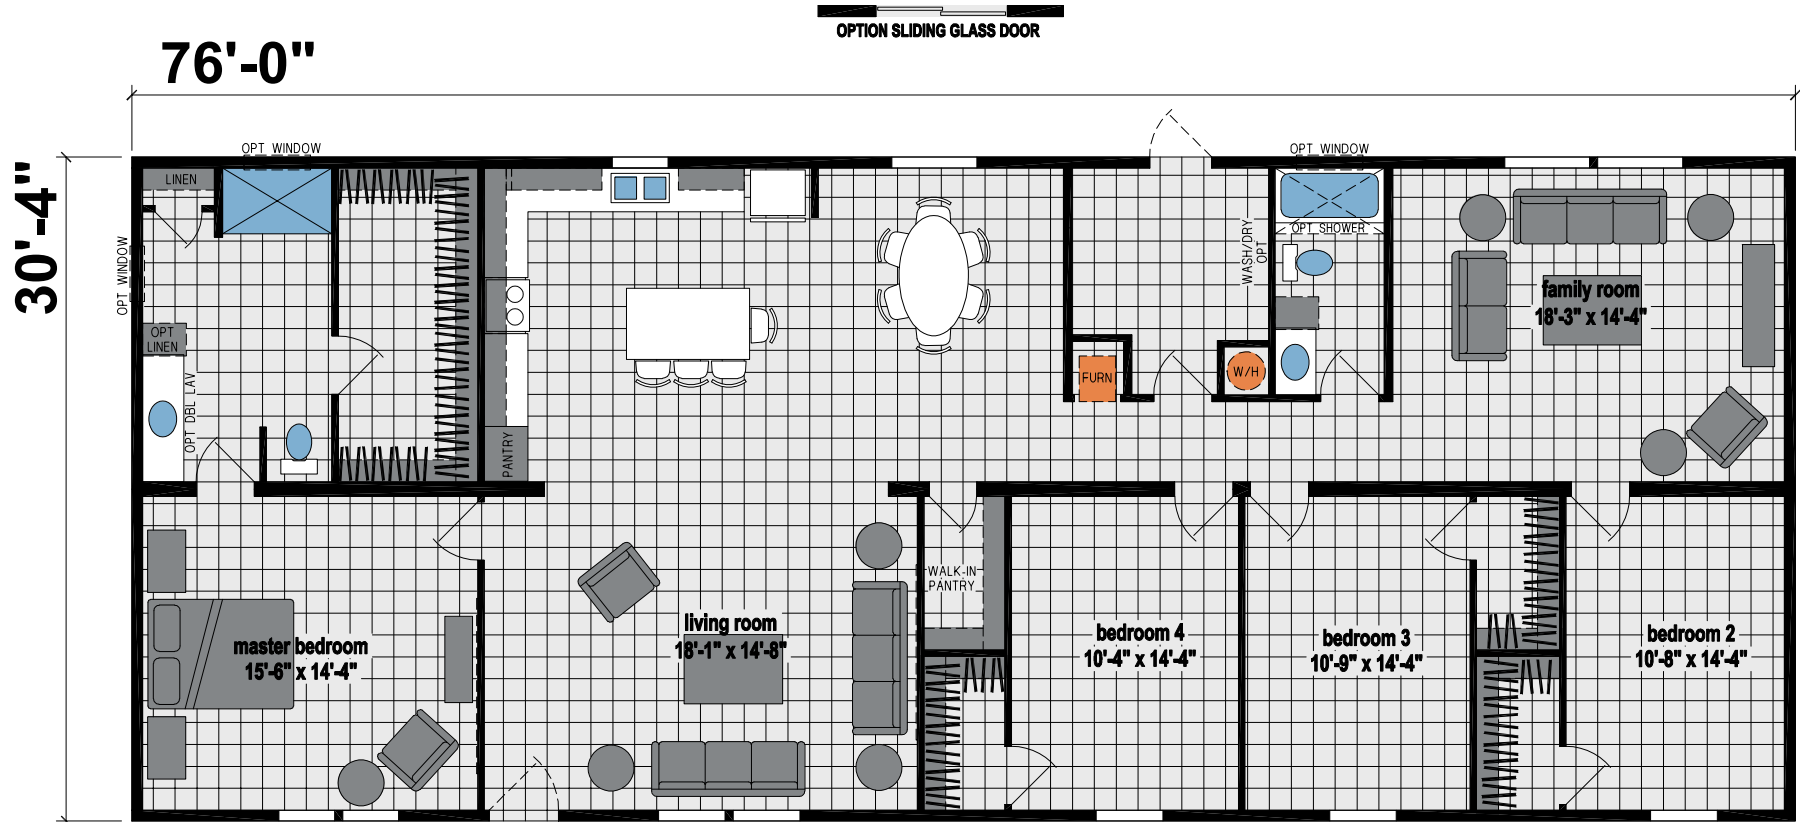 OPTION SLIDING GLASS DOOR
76'-0"
30'-4"
OPT WINDOW
OPT WINDOW
LINEN
OPT WINDOW
OPT SHOWER
WASH/DRY
OPT
family room
18'-3" x 14'-4"
OPT
LINEN
OPT DBL LAV
FURN
W/H
PANTRY
WALK-IN
PANTRY
master bedroom
15'-6" x 14'-4"
living room
18'-1" x 14'-8"
bedroom 4
10'-4" x 14'-4"
bedroom 3
10'-9" x 14'-4"
bedroom 2
10'-8" x 14'-4"